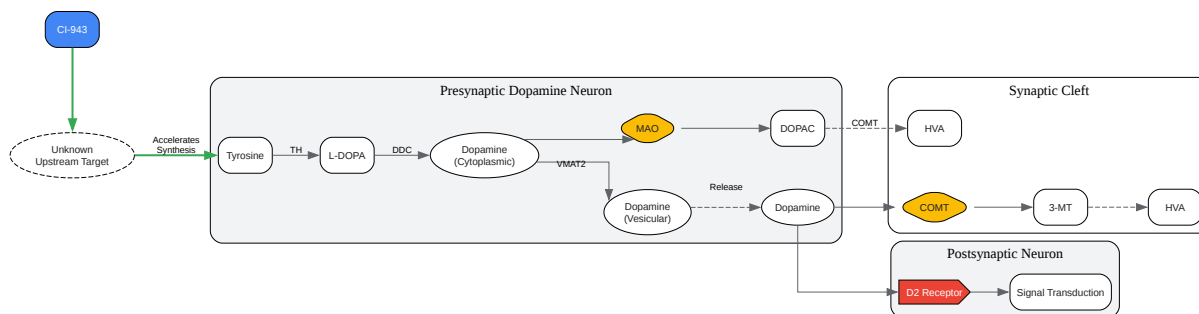 CI-943
Unknown
Upstream Target
Accelerates
Synthesis
Presynaptic Dopamine Neuron
Tyrosine
TH
L-DOPA
DDC
Dopamine
(Cytoplasmic)
MAO
DOPAC
COMT
VMAT2
Dopamine
(Vesicular)
Release
Dopamine
Synaptic Cleft
HVA
COMT
3-MT
HVA
Postsynaptic Neuron
D2 Receptor
Signal Transduction